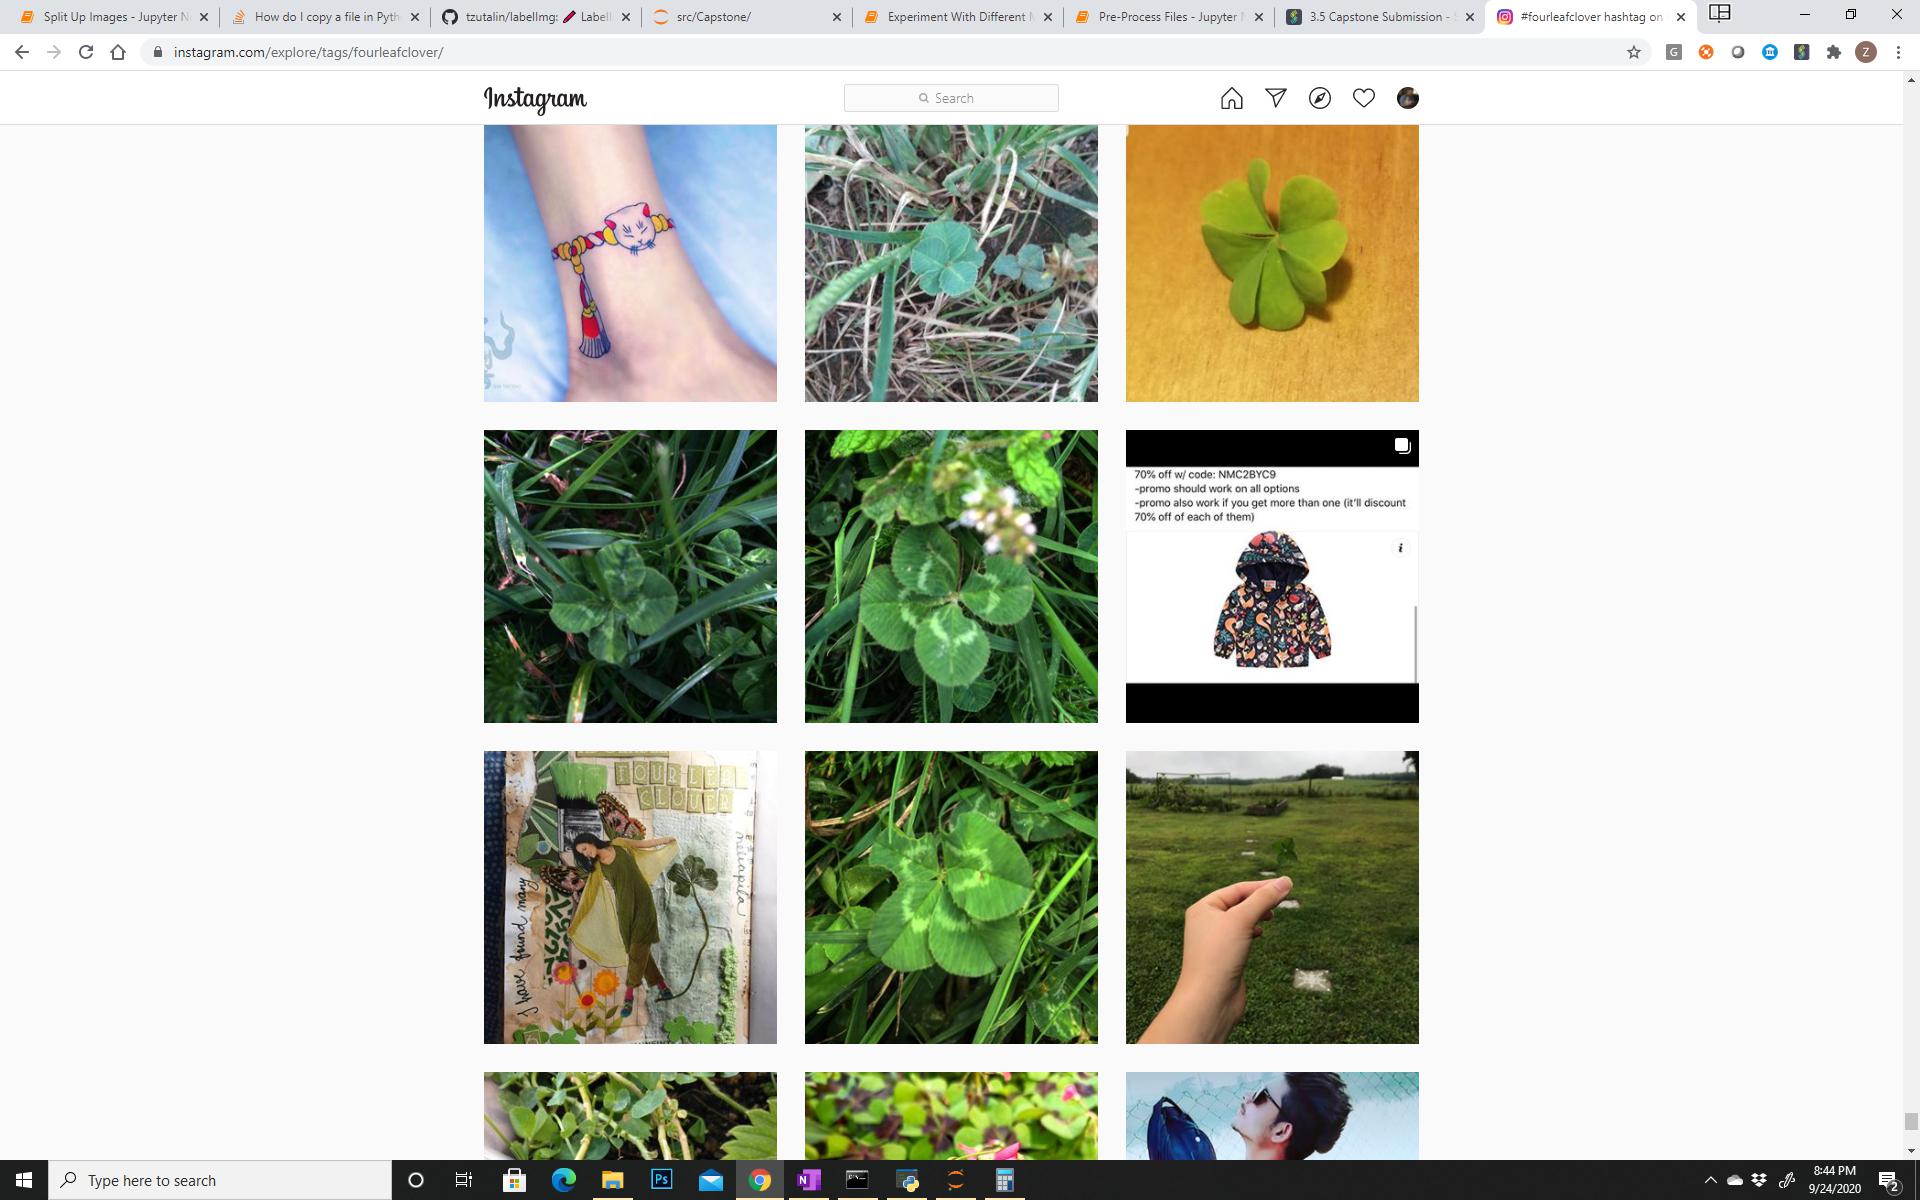 Split Up Images - Jupyter N
How do I copy a file in Pyth
tzutalin/labelImg: Label
src/Capstone/
Experiment With Different
Pre-Process Files - Jupyter
3.5 Capstone Submission -
#fourleafclover hashtag on
instagram.com/explore/tags/fourleafclover/
G
Z
Instagram
Search
70% off w/ code: NMC2BYC9
-promo should work on all options
-promo also work if you get more than one (it'll discount
70% off of each of them)
i
FOUR LEAF
CLOVER
I have found many
Type here to search
Ps
N
8:44 PM
9/24/2020
2